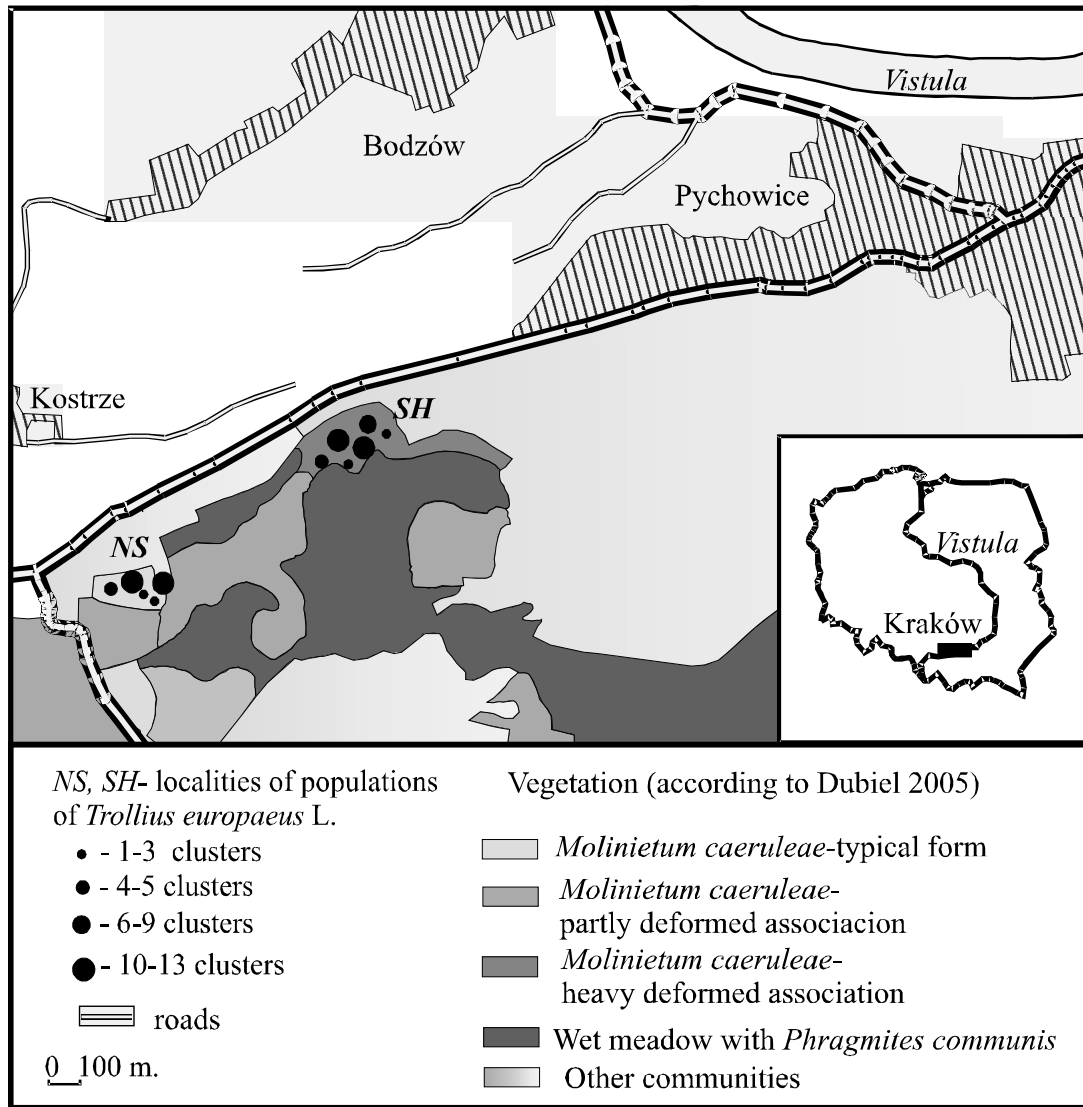 Vistula
Bodzów
Pychowice
Kostrze
SH
NS
Vistula
Kraków
NS, SH- localities of populations
of Trollius europaeus L.
- 1-3 clusters
- 4-5 clusters
- 6-9 clusters
- 10-13 clusters
roads
0 100 m.
Vegetation (according to Dubiel 2005)
Molinietum caeruleae-typical form
Molinietum caeruleae-
partly deformed associacion
Molinietum caeruleae-
heavy deformed association
Wet meadow with Phragmites communis
Other communities